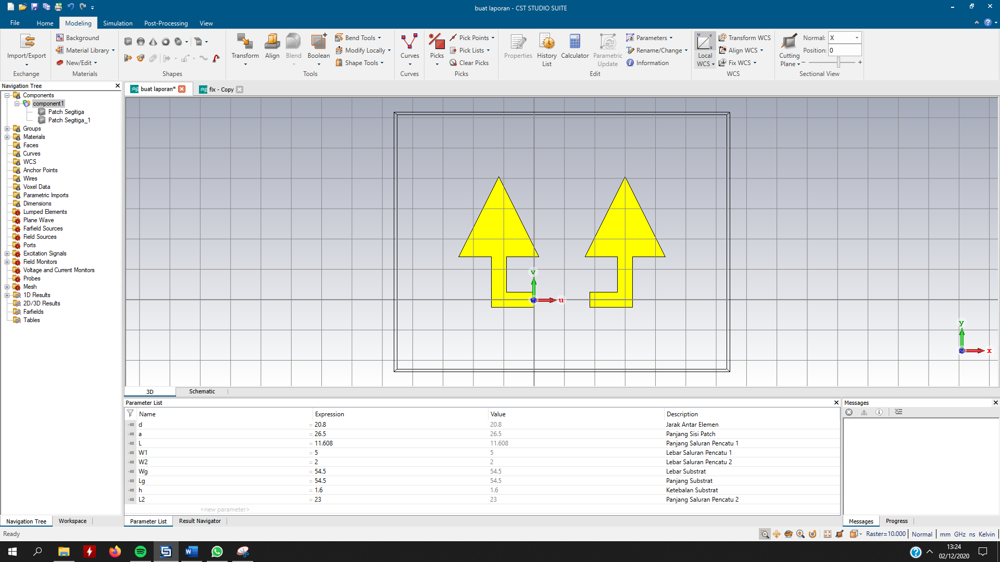 buat laporan - CST STUDIO SUITE
File Home Modeling Simulation Post-Processing View
Import/Export
Exchange
Background
Material Library
New/Edit
Materials
Shapes
Transform
Align
Blend
Boolean
Bend Tools
Modify Locally
Shape Tools
Tools
Curves
Curves
Picks
Pick Points
Pick Lists
Clear Picks
Picks
Properties
History List
Calculator
Parametric Update
Parameters
Rename/Change
Information
Edit
Local WCS
Transform WCS
Align WCS
Fix WCS
WCS
Cutting Plane
Normal: X
Position: 0
Sectional View
Navigation Tree
Components
component1
Patch Segitiga
Patch Segitiga_1
Groups
Materials
Faces
Curves
WCS
Anchor Points
Wires
Voxel Data
Parametric Imports
Dimensions
Lumped Elements
Plane Wave
Farfield Sources
Field Sources
Ports
Excitation Signals
Field Monitors
Voltage and Current Monitors
Probes
Mesh
1D Results
2D/3D Results
Farfields
Tables
Navigation Tree Workspace
buat laporan* fix - Copy
v
w u
y
z x
3D Schematic
Parameter List
Name Expression Value Description
d = 20.8 20.8 Jarak Antar Elemen
a = 26.5 26.5 Panjang Sisi Patch
L = 11.608 11.608 Panjang Saluran Pencatu 1
W1 = 5 5 Lebar Saluran Pencatu 1
W2 = 2 2 Lebar Saluran Pencatu 2
Wg = 54.5 54.5 Lebar Substrat
Lg = 54.5 54.5 Panjang Substrat
h = 1.6 1.6 Ketebalan Substrat
L2 = 23 23 Panjang Saluran Pencatu 2
<new parameter>
Parameter List Result Navigator
Messages
Messages Progress
Ready
Raster=10.000 Normal mm GHz ns Kelvin
13:24
02/12/2020